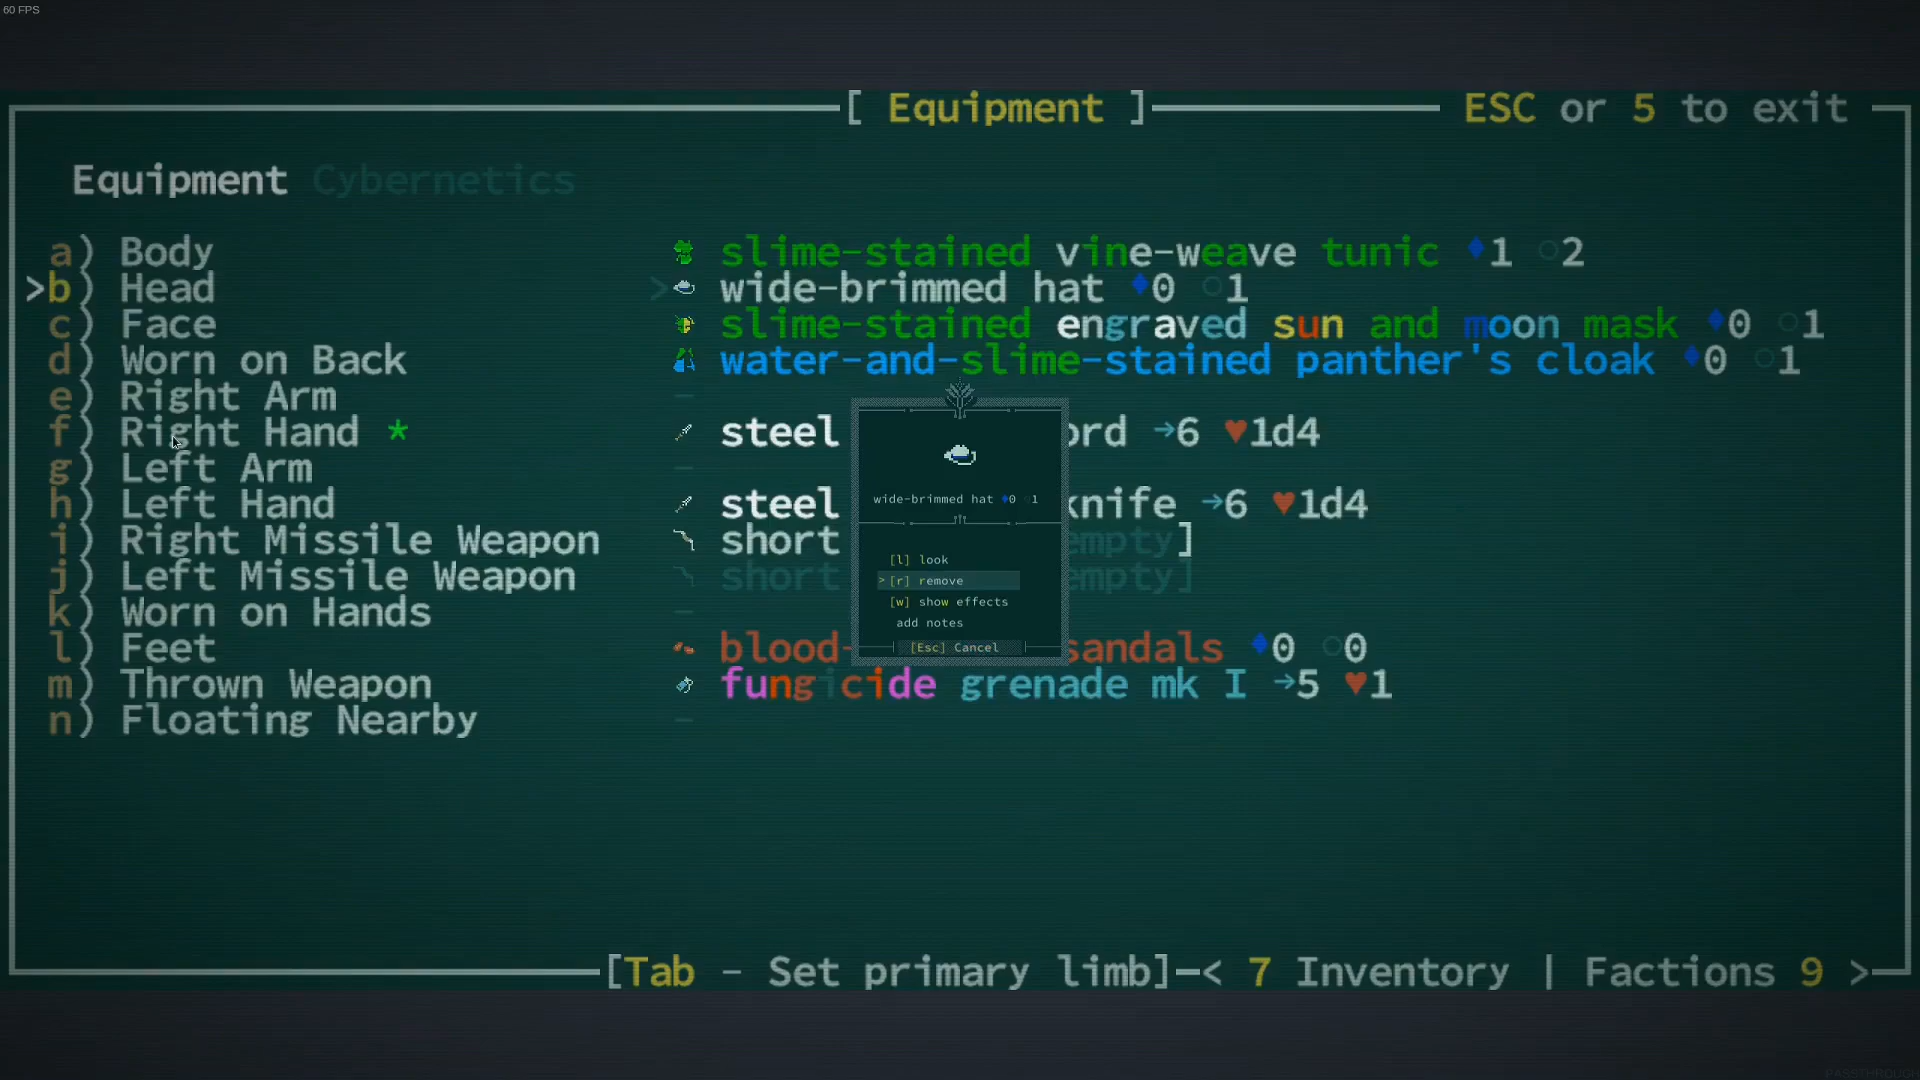 60 FPS
[ Equipment ] ESC or 5 to exit
Equipment Cybernetics
a) Body slime-stained vine-weave tunic ♦1 ○2
>b) Head > wide-brimmed hat ♦0 ○1
c) Face slime-stained engraved sun and moon mask ♦0 ○1
d) Worn on Back water-and-slime-stained panther's cloak ♦0 ○1
e) Right Arm –
f) Right Hand * steel ord →6 ♥1d4
g) Left Arm –
h) Left Hand steel knife →6 ♥1d4
i) Right Missile Weapon short empty]
j) Left Missile Weapon short empty]
k) Worn on Hands –
l) Feet blood- sandals ♦0 ○0
m) Thrown Weapon fungicide grenade mk I →5 ♥1
n) Floating Nearby –
wide-brimmed hat ♦0 ○1
[l] look
>[r] remove
[w] show effects
add notes
[Esc] Cancel
[Tab – Set primary limb] < 7 Inventory | Factions 9 >
PASSTHROUGH